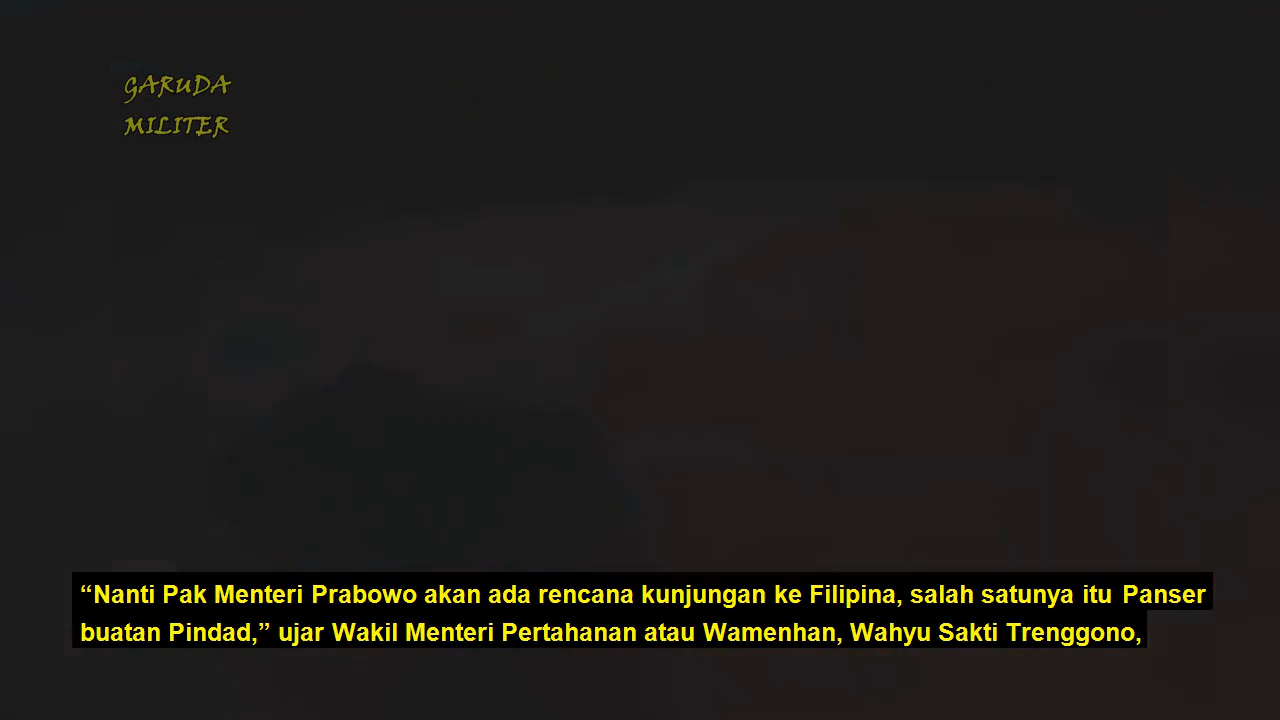 GARUDA
MILITER
“Nanti Pak Menteri Prabowo akan ada rencana kunjungan ke Filipina, salah satunya itu Panser
buatan Pindad,” ujar Wakil Menteri Pertahanan atau Wamenhan, Wahyu Sakti Trenggono,